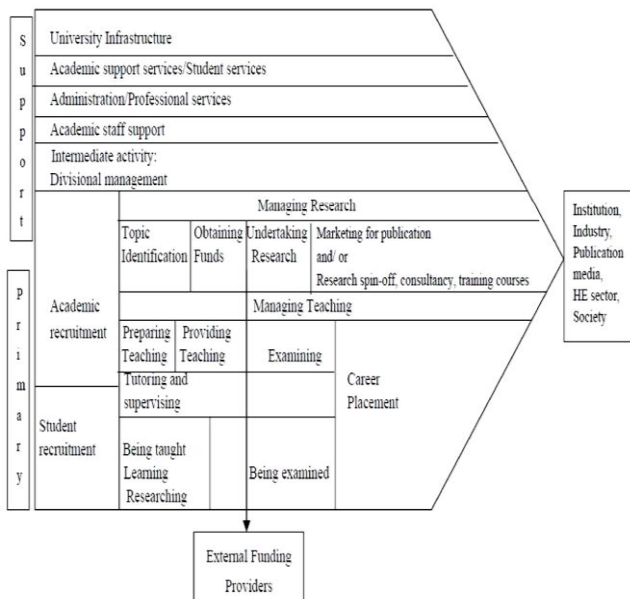 Support
University Infrastructure
Academic support services/Student services
Administration/Professional services
Academic staff support
Intermediate activity:
Divisional management
Primary
Academic
recruitment
Student
recruitment
Managing Research
Topic
Identification
Obtaining
Funds
Undertaking
Research
Marketing for publication
and/ or
Research spin-off, consultancy, training courses
Managing Teaching
Preparing
Teaching
Providing
Teaching
Examining
Tutoring and
supervising
Career
Placement
Being taught
Learning
Researching
Being examined
Institution,
Industry,
Publication
media,
HE sector,
Society
External Funding
Providers